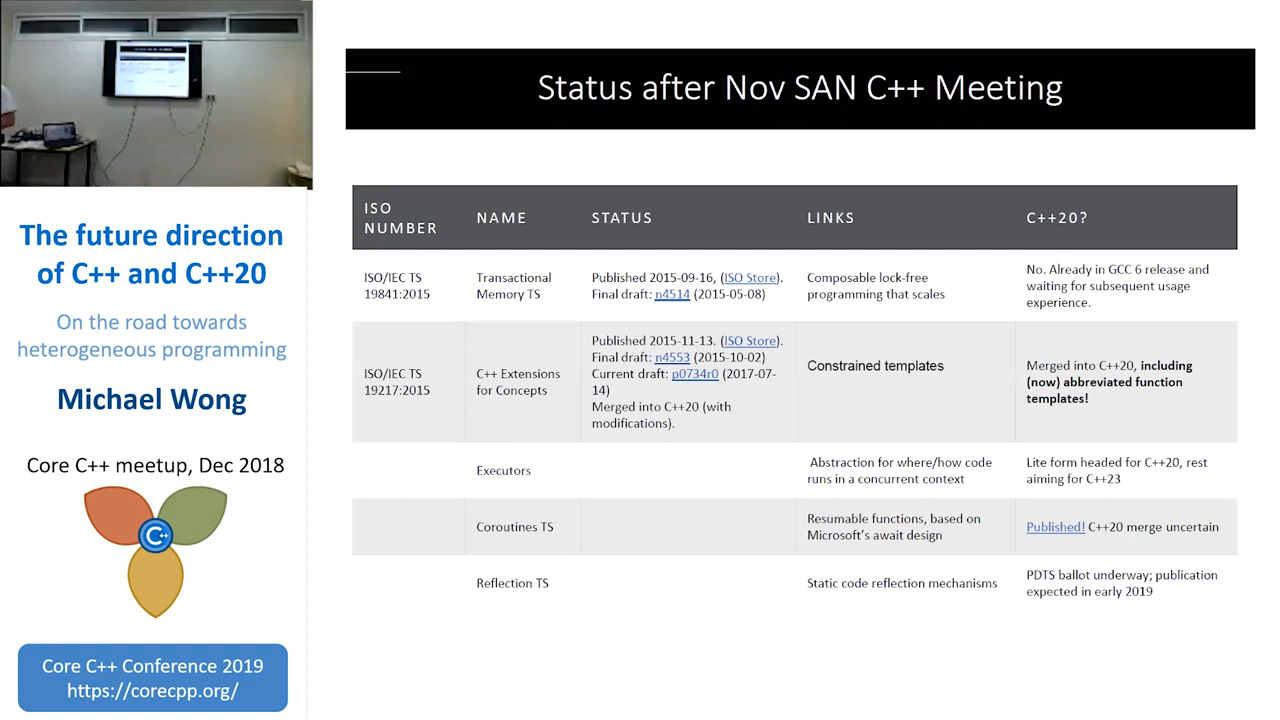 Status after Nov SAN C++ Meeting
ISO
NUMBER
NAME
STATUS
LINKS
C++20?
ISO/IEC TS
19841:2015
Transactional
Memory TS
Published 2015-09-16, (ISO Store).
Final draft: n4514 (2015-05-08)
Composable lock-free
programming that scales
No. Already in GCC 6 release and
waiting for subsequent usage
experience.
ISO/IEC TS
19217:2015
C++ Extensions
for Concepts
Published 2015-11-13. (ISO Store).
Final draft: n4553 (2015-10-02)
Current draft: p0734r0 (2017-07-
14)
Merged into C++20 (with
modifications).
Constrained templates
Merged into C++20, including
(now) abbreviated function
templates!
Executors
Abstraction for where/how code
runs in a concurrent context
Lite form headed for C++20, rest
aiming for C++23
Coroutines TS
Resumable functions, based on
Microsoft's await design
Published! C++20 merge uncertain
Reflection TS
Static code reflection mechanisms
PDTS ballot underway; publication
expected in early 2019
The future direction
of C++ and C++20
On the road towards
heterogeneous programming
Michael Wong
Core C++ meetup, Dec 2018
C++
Core C++ Conference 2019
https://corecpp.org/